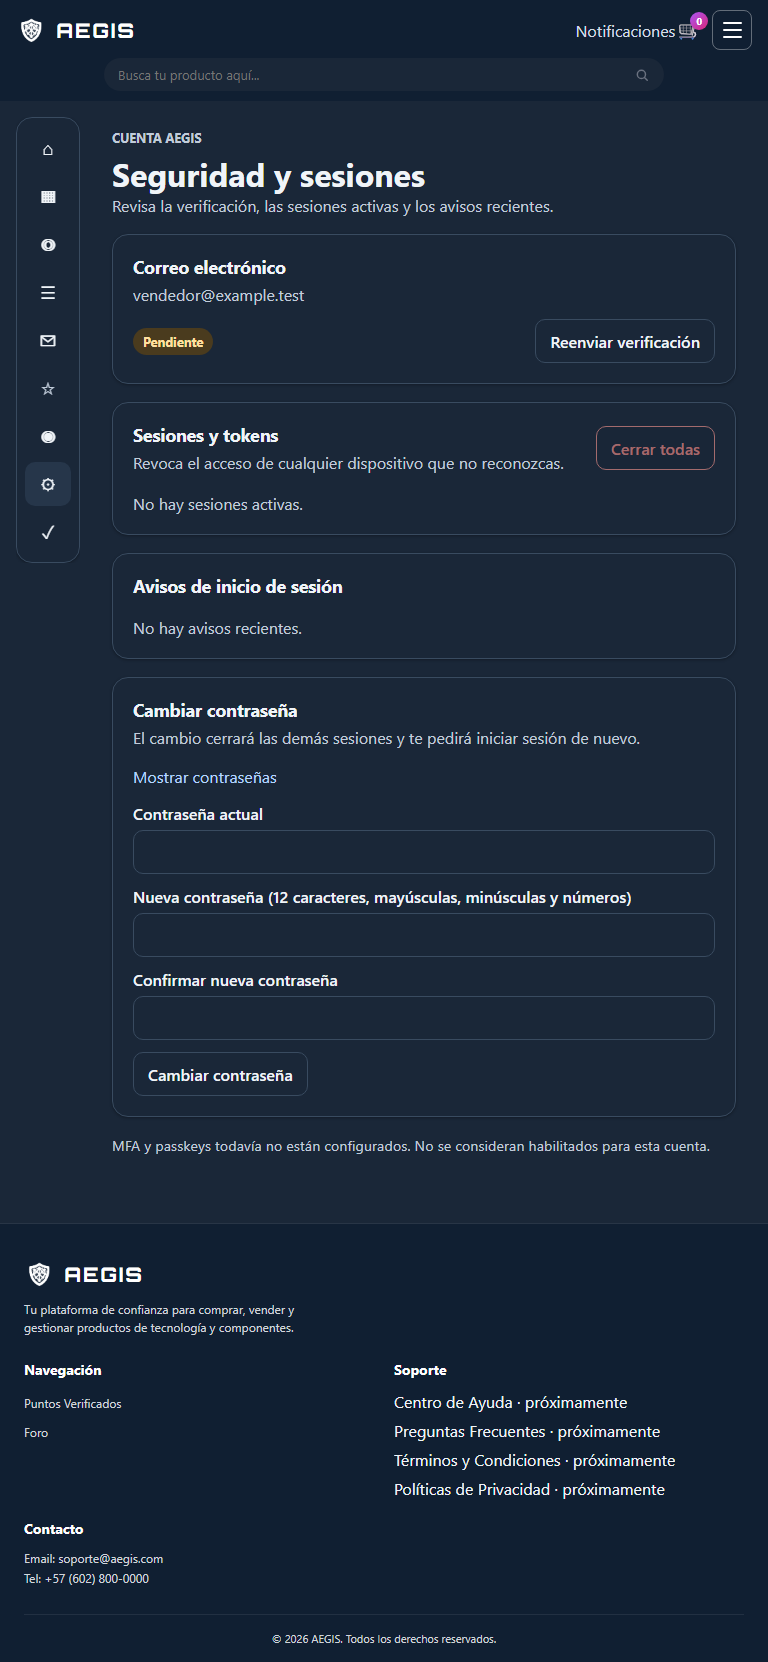 AEGIS
Notificaciones
0
Busca tu producto aquí...
CUENTA AEGIS
Seguridad y sesiones
Revisa la verificación, las sesiones activas y los avisos recientes.
Correo electrónico
vendedor@example.test
Pendiente
Reenviar verificación
Sesiones y tokens
Revoca el acceso de cualquier dispositivo que no reconozcas.
Cerrar todas
No hay sesiones activas.
Avisos de inicio de sesión
No hay avisos recientes.
Cambiar contraseña
El cambio cerrará las demás sesiones y te pedirá iniciar sesión de nuevo.
Mostrar contraseñas
Contraseña actual
Nueva contraseña (12 caracteres, mayúsculas, minúsculas y números)
Confirmar nueva contraseña
Cambiar contraseña
MFA y passkeys todavía no están configurados. No se consideran habilitados para esta cuenta.
AEGIS
Tu plataforma de confianza para comprar, vender y
gestionar productos de tecnología y componentes.
Navegación
Puntos Verificados
Foro
Soporte
Centro de Ayuda · próximamente
Preguntas Frecuentes · próximamente
Términos y Condiciones · próximamente
Políticas de Privacidad · próximamente
Contacto
Email: soporte@aegis.com
Tel: +57 (602) 800-0000
© 2026 AEGIS. Todos los derechos reservados.